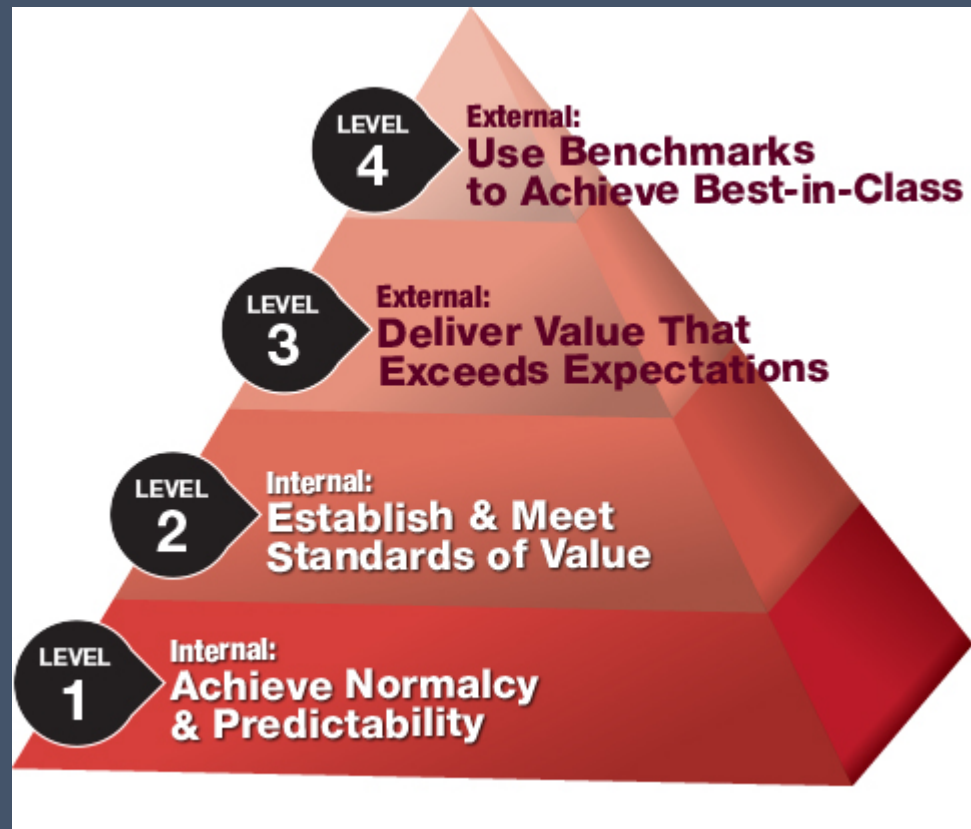 LEVEL
4
External:
Use Benchmarks
to Achieve Best-in-Class
LEVEL
3
External:
Deliver Value That
Exceeds Expectations
LEVEL
2
Internal:
Establish & Meet
Standards of Value
LEVEL
1
Internal:
Achieve Normalcy
& Predictability